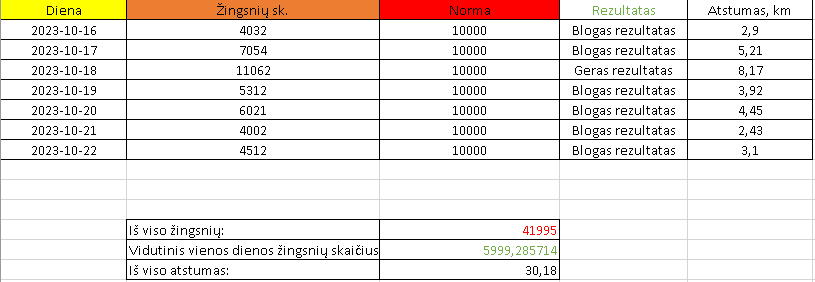 Diena Žingsnių sk. Norma Rezultatas Atstumas, km
2023-10-16 4032 10000 Blogas rezultatas 2,9
2023-10-17 7054 10000 Blogas rezultatas 5,21
2023-10-18 11062 10000 Geras rezultatas 8,17
2023-10-19 5312 10000 Blogas rezultatas 3,92
2023-10-20 6021 10000 Blogas rezultatas 4,45
2023-10-21 4002 10000 Blogas rezultatas 2,43
2023-10-22 4512 10000 Blogas rezultatas 3,1
Iš viso žingsnių: 41995
Vidutinis vienos dienos žingsnių skaičius 5999,285714
Iš viso atstumas: 30,18